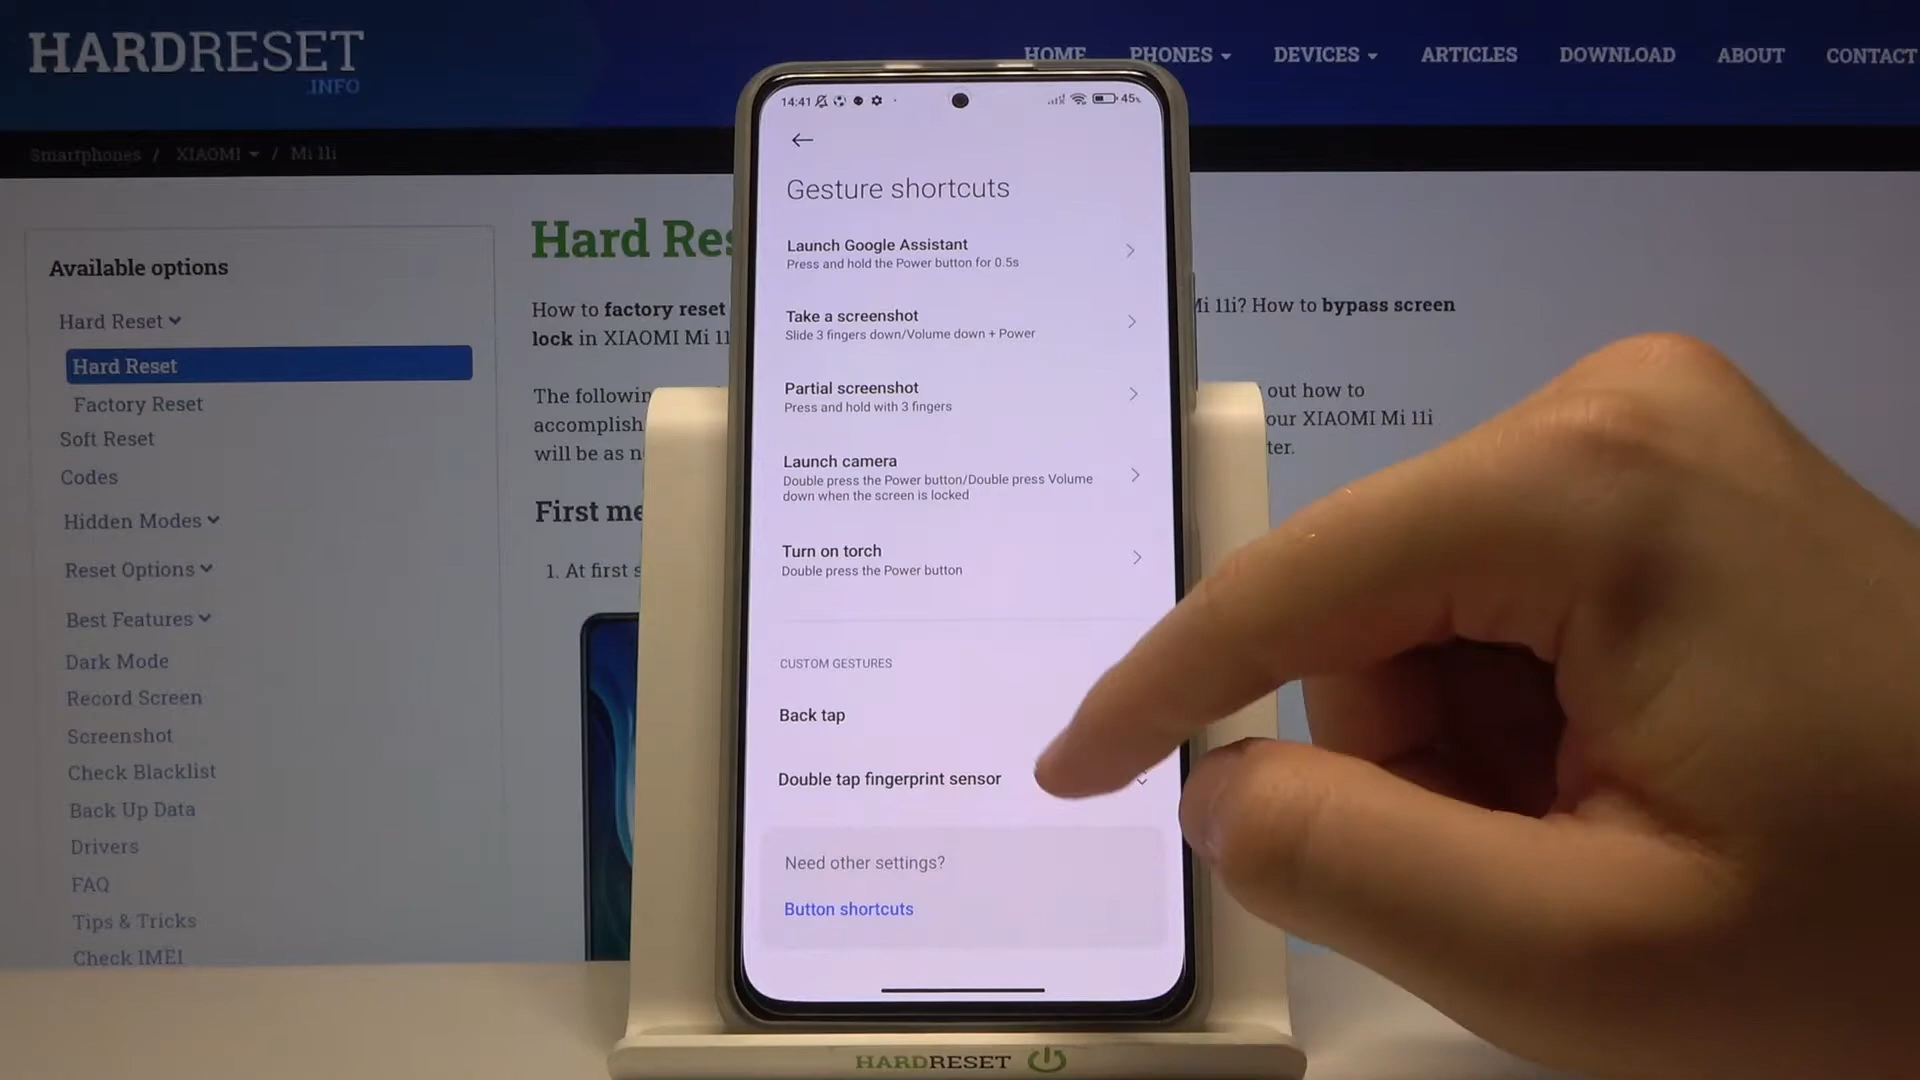 HARDRESET
.INFO
HOME PHONES DEVICES ARTICLES DOWNLOAD ABOUT CONTACT
Smartphones / XIAOMI / Mi 11i
Available options
Hard Reset
Hard Reset
Factory Reset
Soft Reset
Codes
Hidden Modes
Reset Options
Best Features
Dark Mode
Record Screen
Screenshot
Check Blacklist
Back Up Data
Drivers
FAQ
Tips & Tricks
Check IMEI
Hard Res
How to factory reset
lock in XIAOMI Mi 11
The followin
accomplish
will be as n
First me
1. At first s
Mi 11i? How to bypass screen
out how to
our XIAOMI Mi 11i
ter.
14:41 45%
Gesture shortcuts
Launch Google Assistant
Press and hold the Power button for 0.5s
Take a screenshot
Slide 3 fingers down/Volume down + Power
Partial screenshot
Press and hold with 3 fingers
Launch camera
Double press the Power button/Double press Volume
down when the screen is locked
Turn on torch
Double press the Power button
CUSTOM GESTURES
Back tap
Double tap fingerprint sensor
Need other settings?
Button shortcuts
HARDRESET